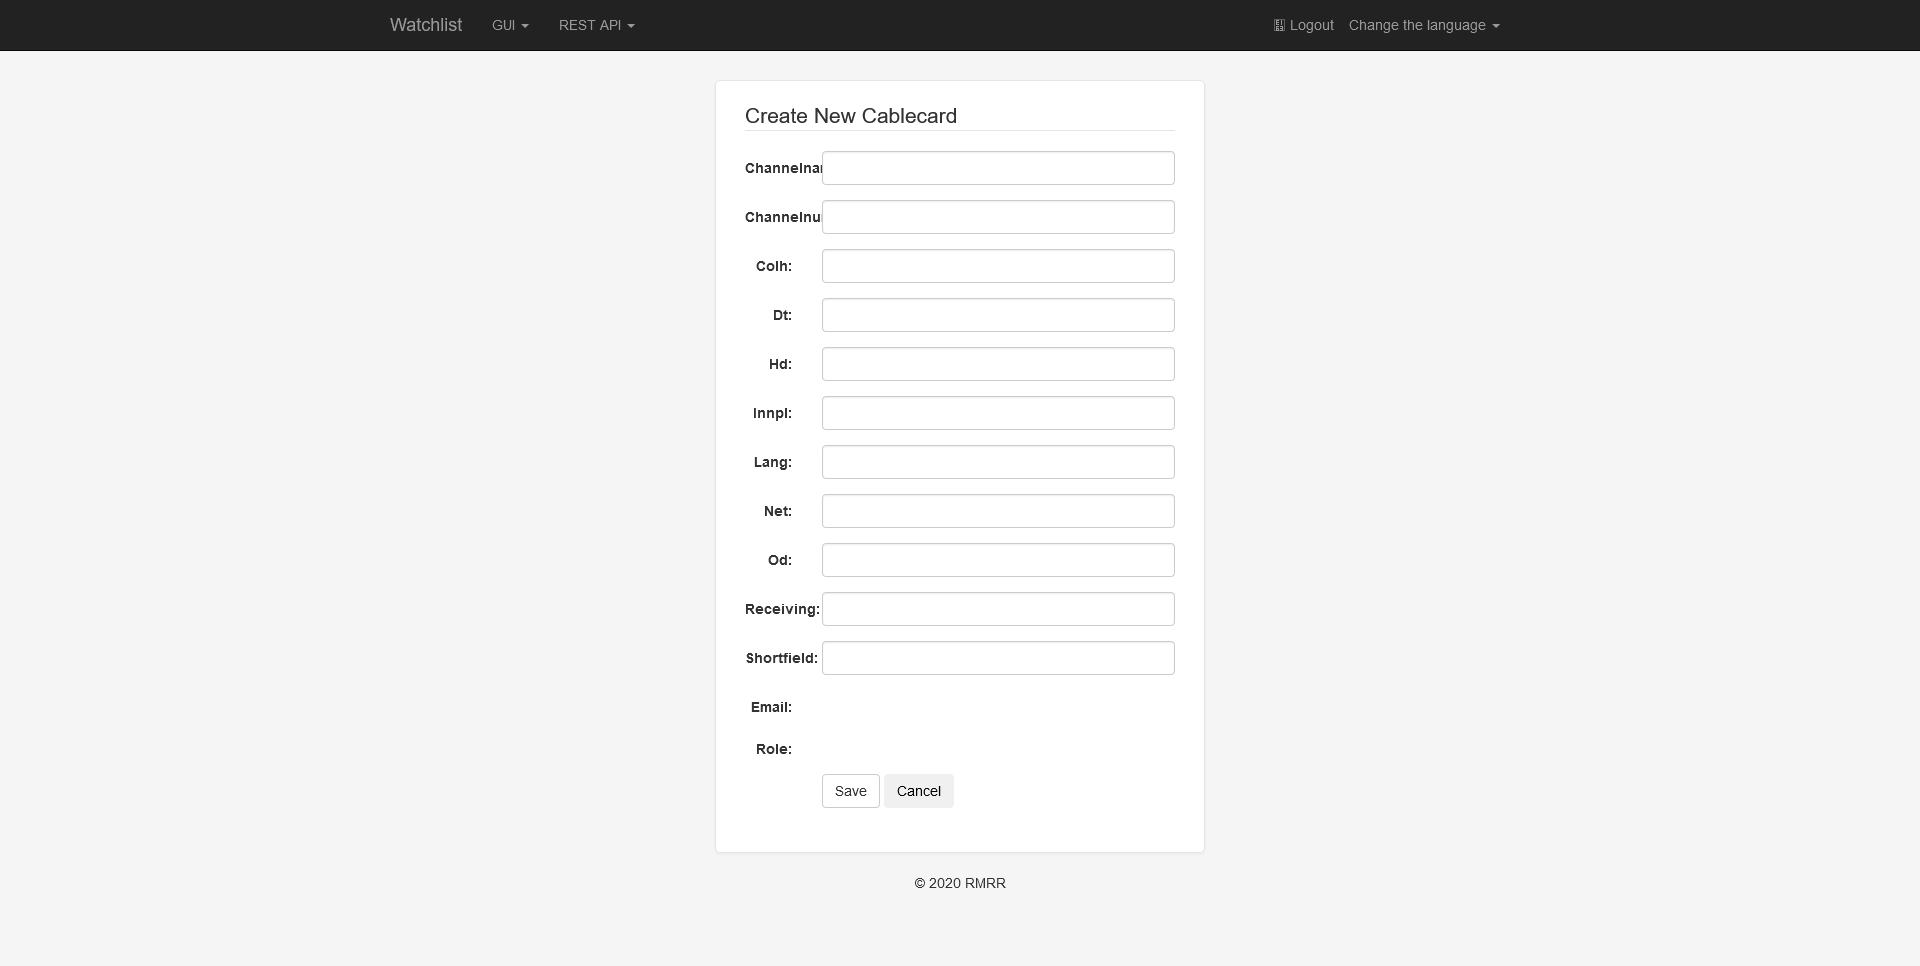 Watchlist GUI REST API Logout Change the language
Create New Cablecard
Channelna
Channelnu
Colh:
Dt:
Hd:
Innpl:
Lang:
Net:
Od:
Receiving:
Shortfield:
Email:
Role:
Save Cancel
© 2020 RMRR